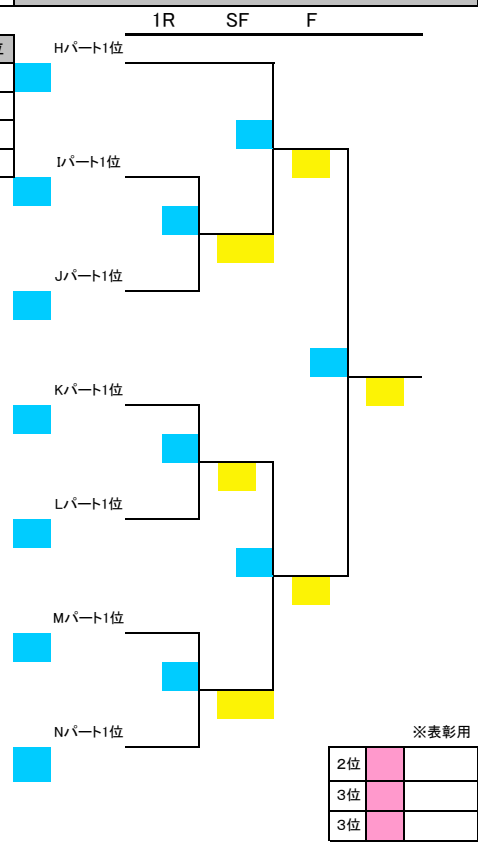 1R SF F
位
Hパート1位
Iパート1位
Jパート1位
Kパート1位
Lパート1位
Mパート1位
Nパート1位
※表彰用
2位
3位
3位